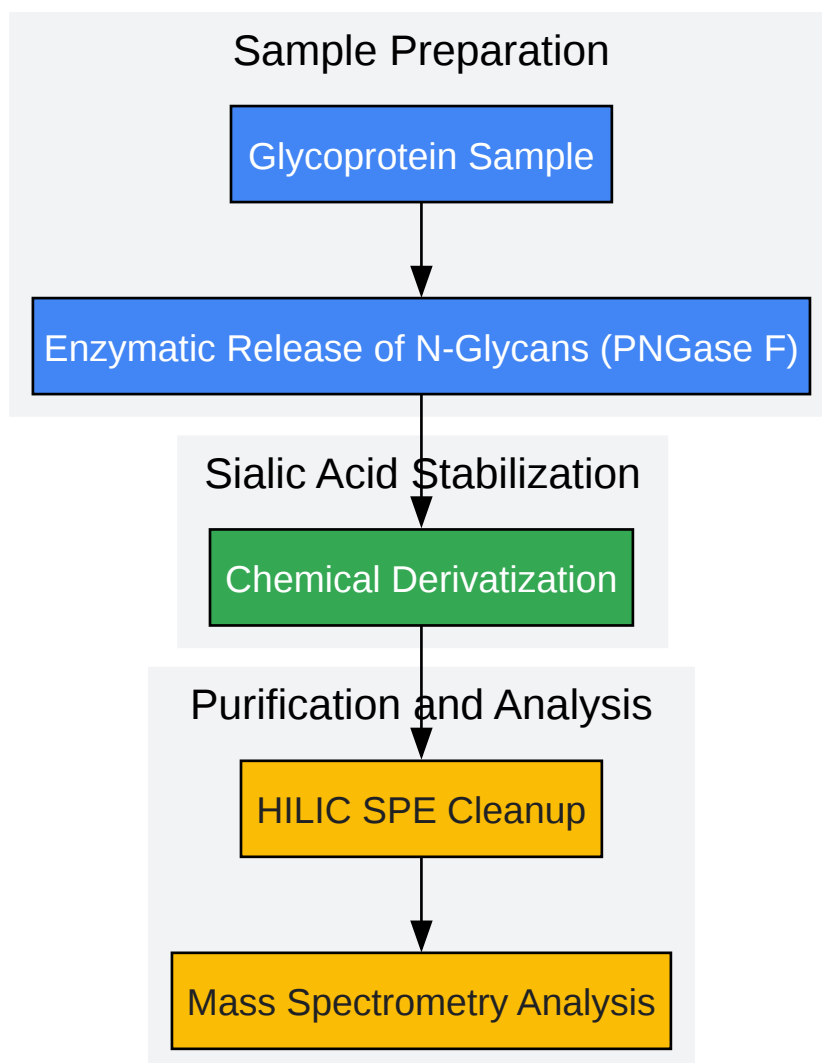 Sample Preparation
Glycoprotein Sample
Enzymatic Release of N-Glycans (PNGase F)
Sialic Acid Stabilization
Chemical Derivatization
Purification and Analysis
HILIC SPE Cleanup
Mass Spectrometry Analysis